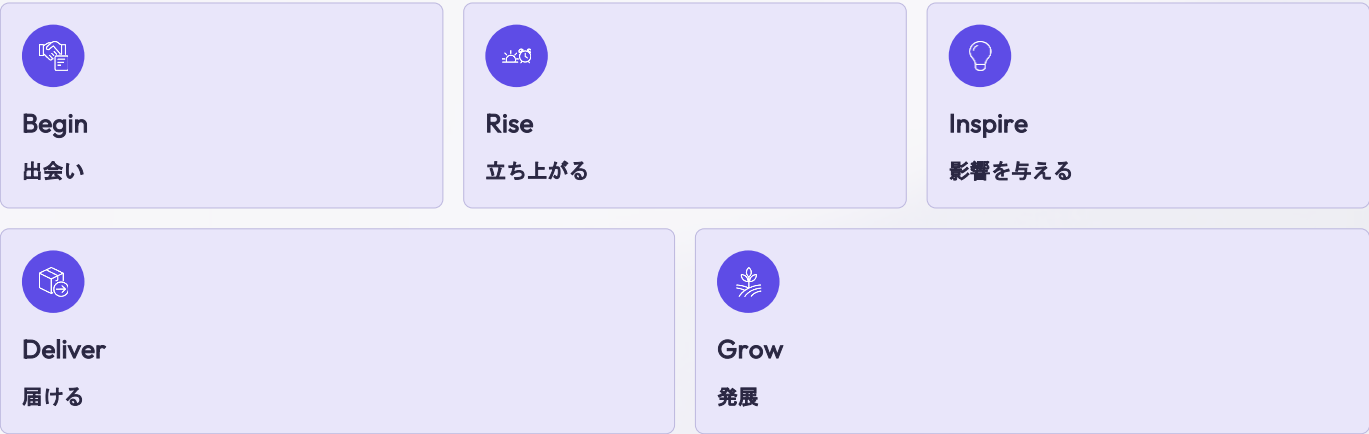 Begin
出会い
Rise
立ち上がる
Inspire
影響を与える
Deliver
届ける
Grow
発展